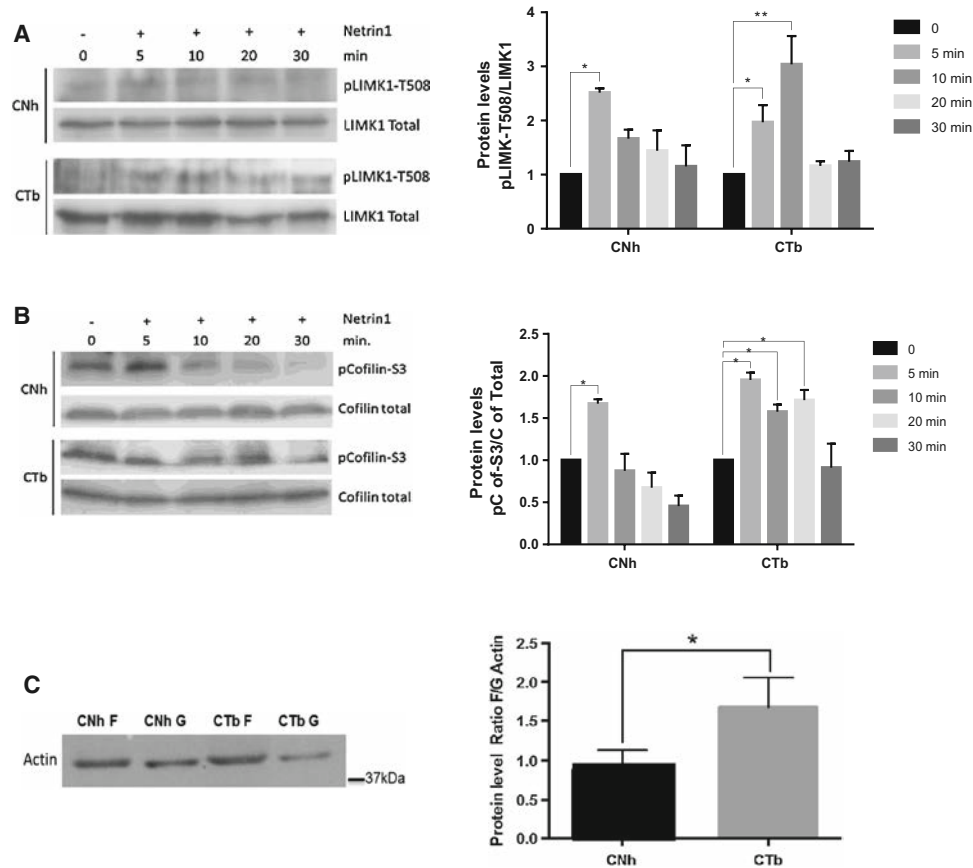 A
- + + + + Netrin1
0 5 10 20 30 min
CNh
pLIMK1-T508
LIMK1 Total
CTb
pLIMK1-T508
LIMK1 Total
Protein levels
pLIMK-T508/LIMK1
4
3
2
1
0
*
*
**
CNh CTb
0
5 min
10 min
20 min
30 min
B
- + + + + Netrin1
0 5 10 20 30 min.
CNh
pCofilin-S3
Cofilin total
CTb
pCofilin-S3
Cofilin total
Protein levels
pC of-S3/C of Total
2.5
2.0
1.5
1.0
0.5
0.0
*
*
*
*
CNh CTb
0
5 min
10 min
20 min
30 min
C
CNh F CNh G CTb F CTb G
Actin
37kDa
Protein level Ratio F/G Actin
2.5
2.0
1.5
1.0
0.5
0.0
*
CNh CTb